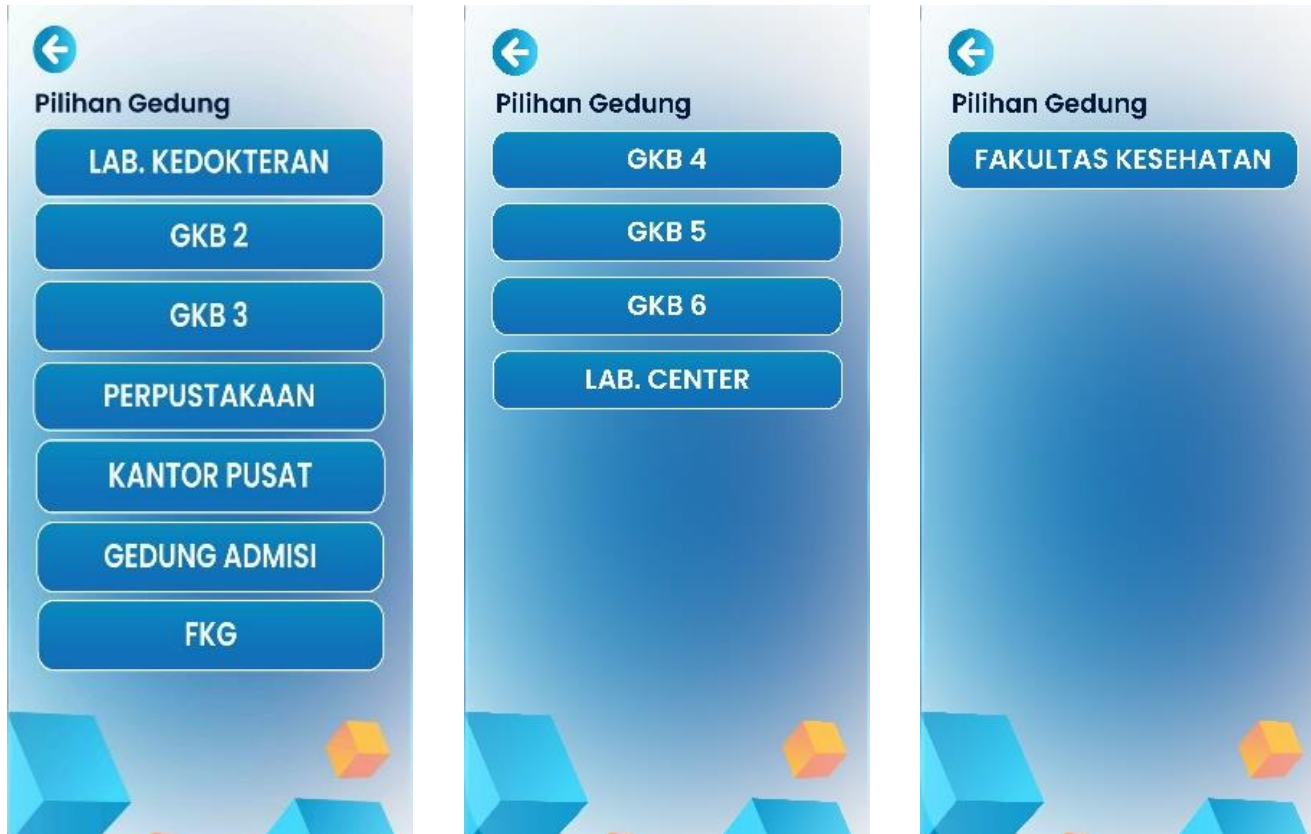 Pilihan Gedung
LAB. KEDOKTERAN
GKB 2
GKB 3
PERPUSTAKAAN
KANTOR PUSAT
GEDUNG ADMISI
FKG
Pilihan Gedung
GKB 4
GKB 5
GKB 6
LAB. CENTER
Pilihan Gedung
FAKULTAS KESEHATAN